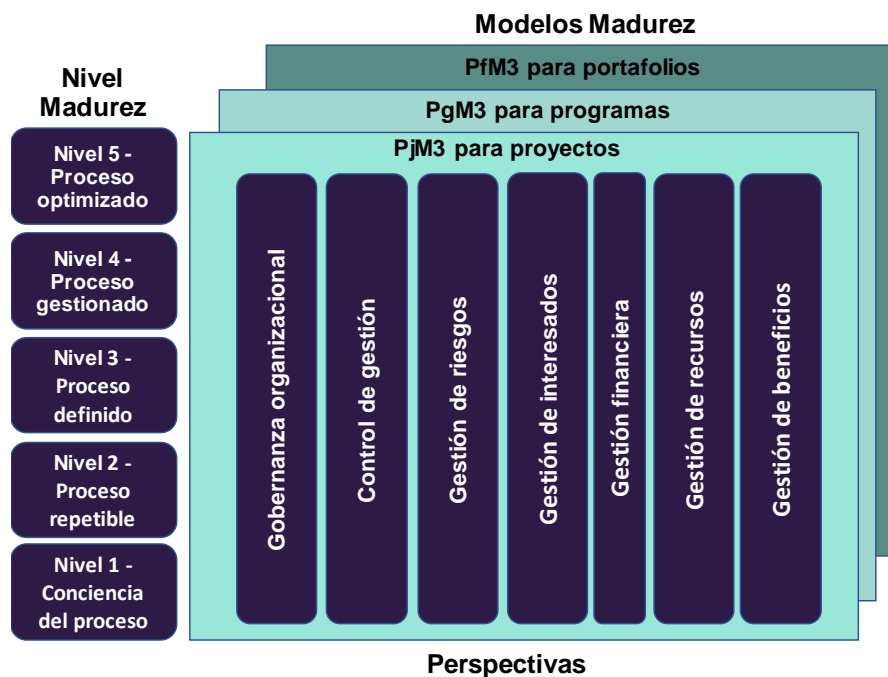 Modelos Madurez
PfM3 para portafolios
PgM3 para programas
PjM3 para proyectos
Nivel
Madurez
Nivel 5 -
Proceso
optimizado
Nivel 4 -
Proceso
gestionado
Nivel 3 -
Proceso
definido
Nivel 2 -
Proceso
repetible
Nivel 1 -
Conciencia
del proceso
Gobernanza organizacional
Control de gestión
Gestión de riesgos
Gestión de interesados
Gestión financiera
Gestión de recursos
Gestión de beneficios
Perspectivas